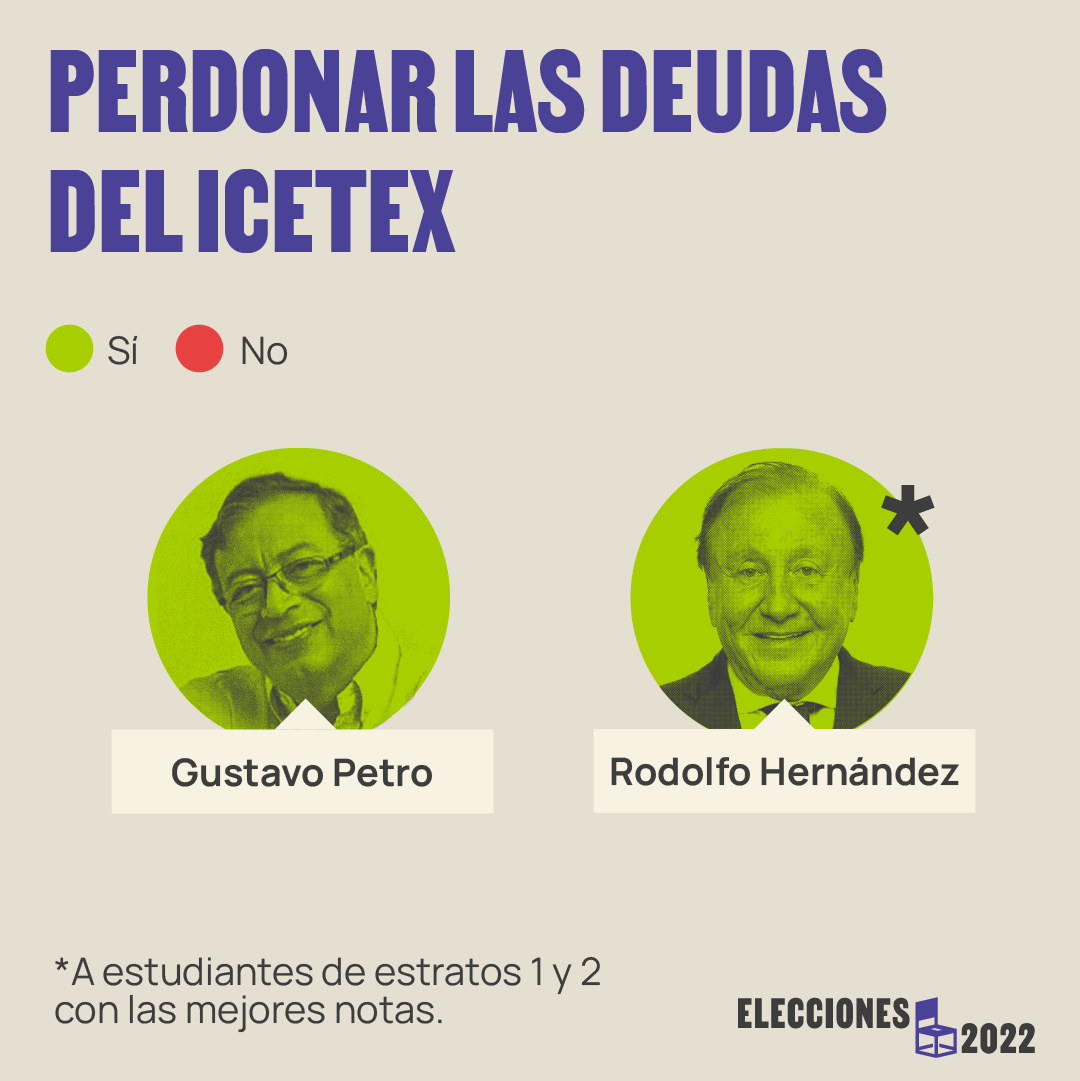 PERDONAR LAS DEUDAS
DEL ICETEX
Sí No
*
Gustavo Petro Rodolfo Hernández
*A estudiantes de estratos 1 y 2
con las mejores notas.
ELECCIONES 2022